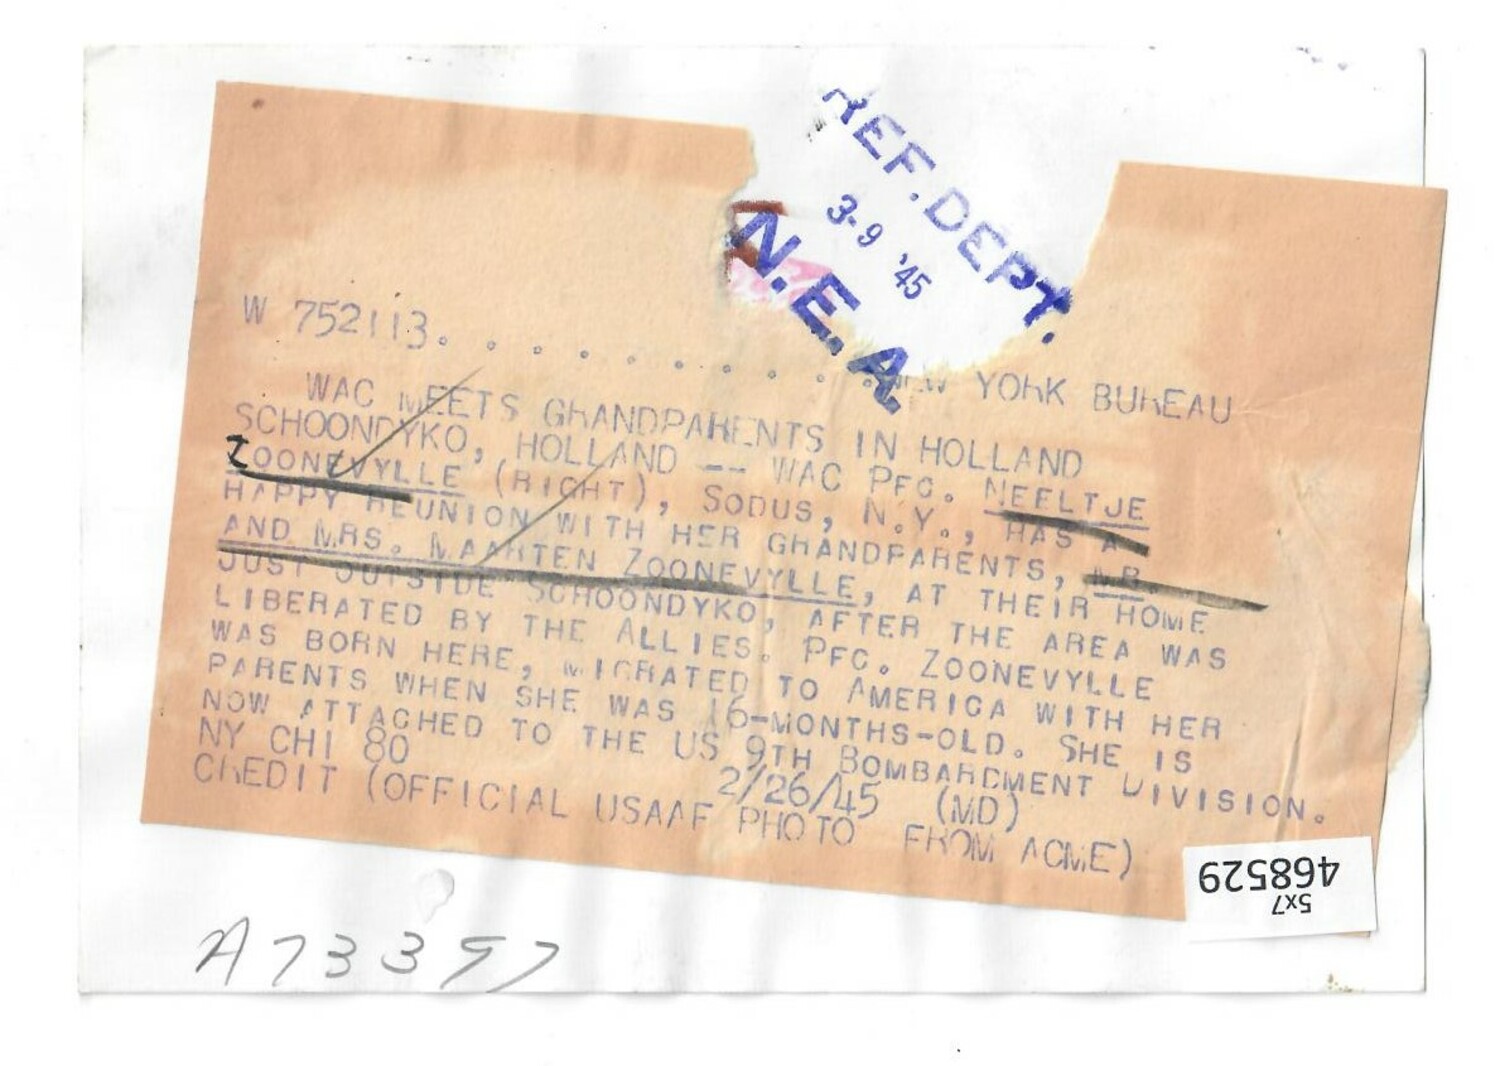 REF. DEPT.
3-9 '45
N.E.A.
W 752113. . . . . . . . . . NEW YORK BUREAU
WAC MEETS GRANDPARENTS IN HOLLAND
SCHOONDYKO, HOLLAND -- WAC PFC. NEELTJE
ZOONEVYLLE (RIGHT), SODUS, N.Y., HAS A
HAPPY REUNION WITH HER GRANDPARENTS, MR.
AND MRS. MAARTEN ZOONEVYLLE, AT THEIR HOME
JUST OUTSIDE SCHOONDYKO, AFTER THE AREA WAS
LIBERATED BY THE ALLIES. PFC. ZOONEVYLLE
WAS BORN HERE, MIGRATED TO AMERICA WITH HER
PARENTS WHEN SHE WAS 16-MONTHS-OLD. SHE IS
NOW ATTACHED TO THE US 9TH BOMBARDMENT DIVISION.
NY CHI 80 2/26/45 (MD)
CREDIT (OFFICIAL USAAF PHOTO FROM ACME)
5x7
468529
A73397